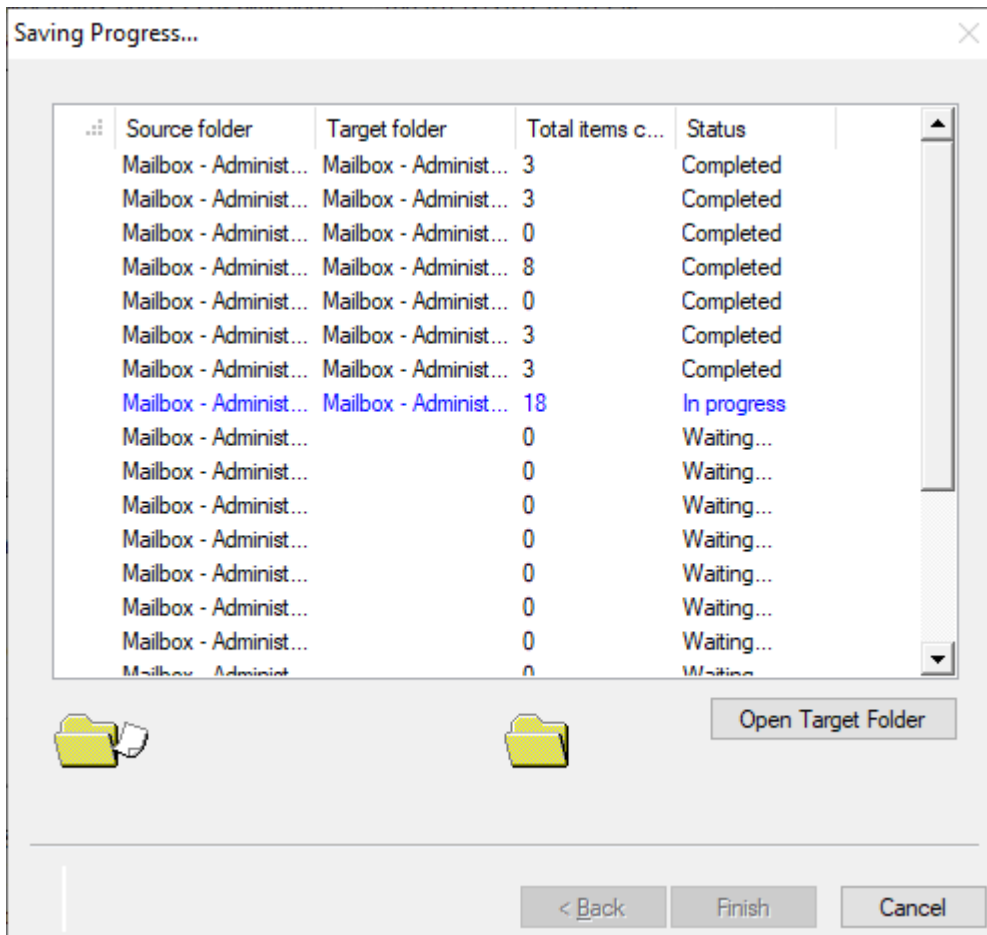 Saving Progress...
Source folder Target folder Total items c... Status
Mailbox - Administ... Mailbox - Administ... 3 Completed
Mailbox - Administ... Mailbox - Administ... 3 Completed
Mailbox - Administ... Mailbox - Administ... 0 Completed
Mailbox - Administ... Mailbox - Administ... 8 Completed
Mailbox - Administ... Mailbox - Administ... 0 Completed
Mailbox - Administ... Mailbox - Administ... 3 Completed
Mailbox - Administ... Mailbox - Administ... 3 Completed
Mailbox - Administ... Mailbox - Administ... 18 In progress
Mailbox - Administ... 0 Waiting...
Mailbox - Administ... 0 Waiting...
Mailbox - Administ... 0 Waiting...
Mailbox - Administ... 0 Waiting...
Mailbox - Administ... 0 Waiting...
Mailbox - Administ... 0 Waiting...
Mailbox - Administ... 0 Waiting...
Mailbox - Administ... 0 Waiting...
Open Target Folder
< Back Finish Cancel